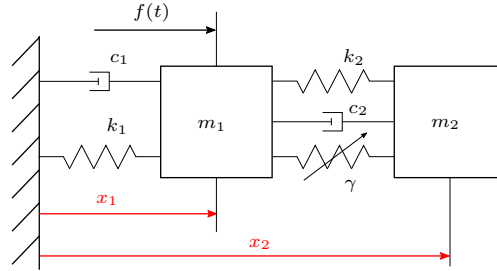 f(t)
c₁
k₂
k₁
m₁
c₂
m₂
γ
x₁
x₂